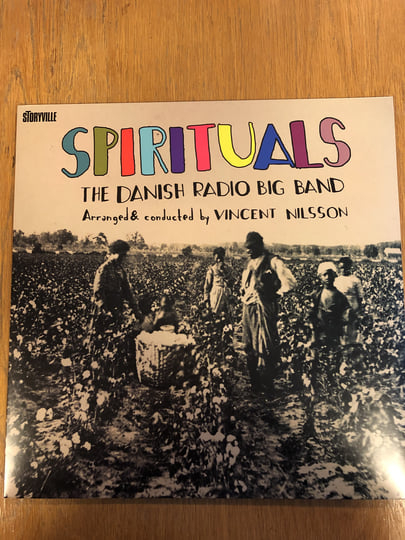 STORYVILLE
SPIRITUALS
THE DANISH RADIO BIG BAND
Arranged & conducted by VINCENT NILSSON